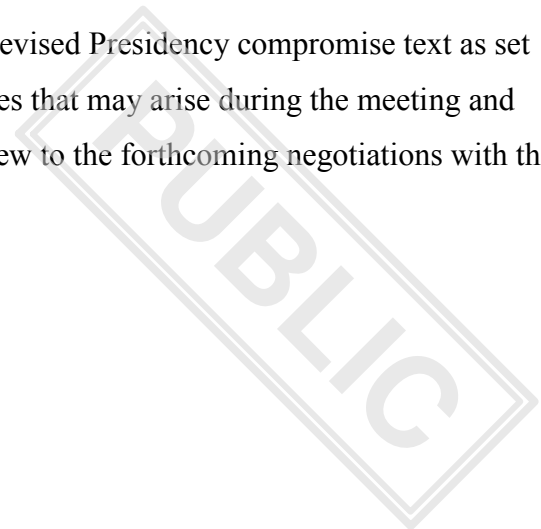 evised Presidency compromise text as set
es that may arise during the meeting and
ew to the forthcoming negotiations with th
PUBLIC